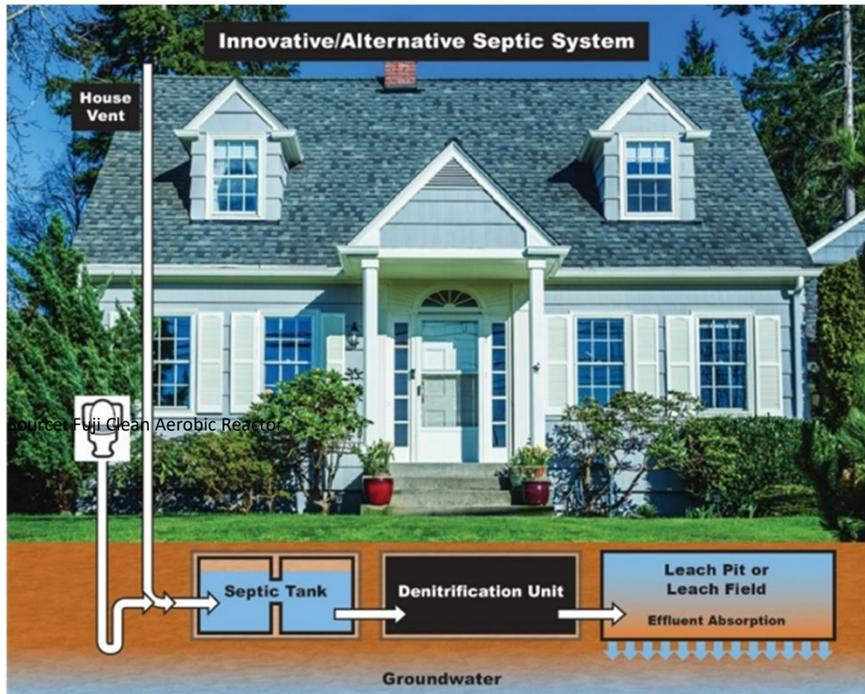 Innovative/Alternative Septic System
House
Vent
Source: Fuji Clean Aerobic Reactor
Septic Tank
Denitrification Unit
Leach Pit or
Leach Field
Effluent Absorption
Groundwater